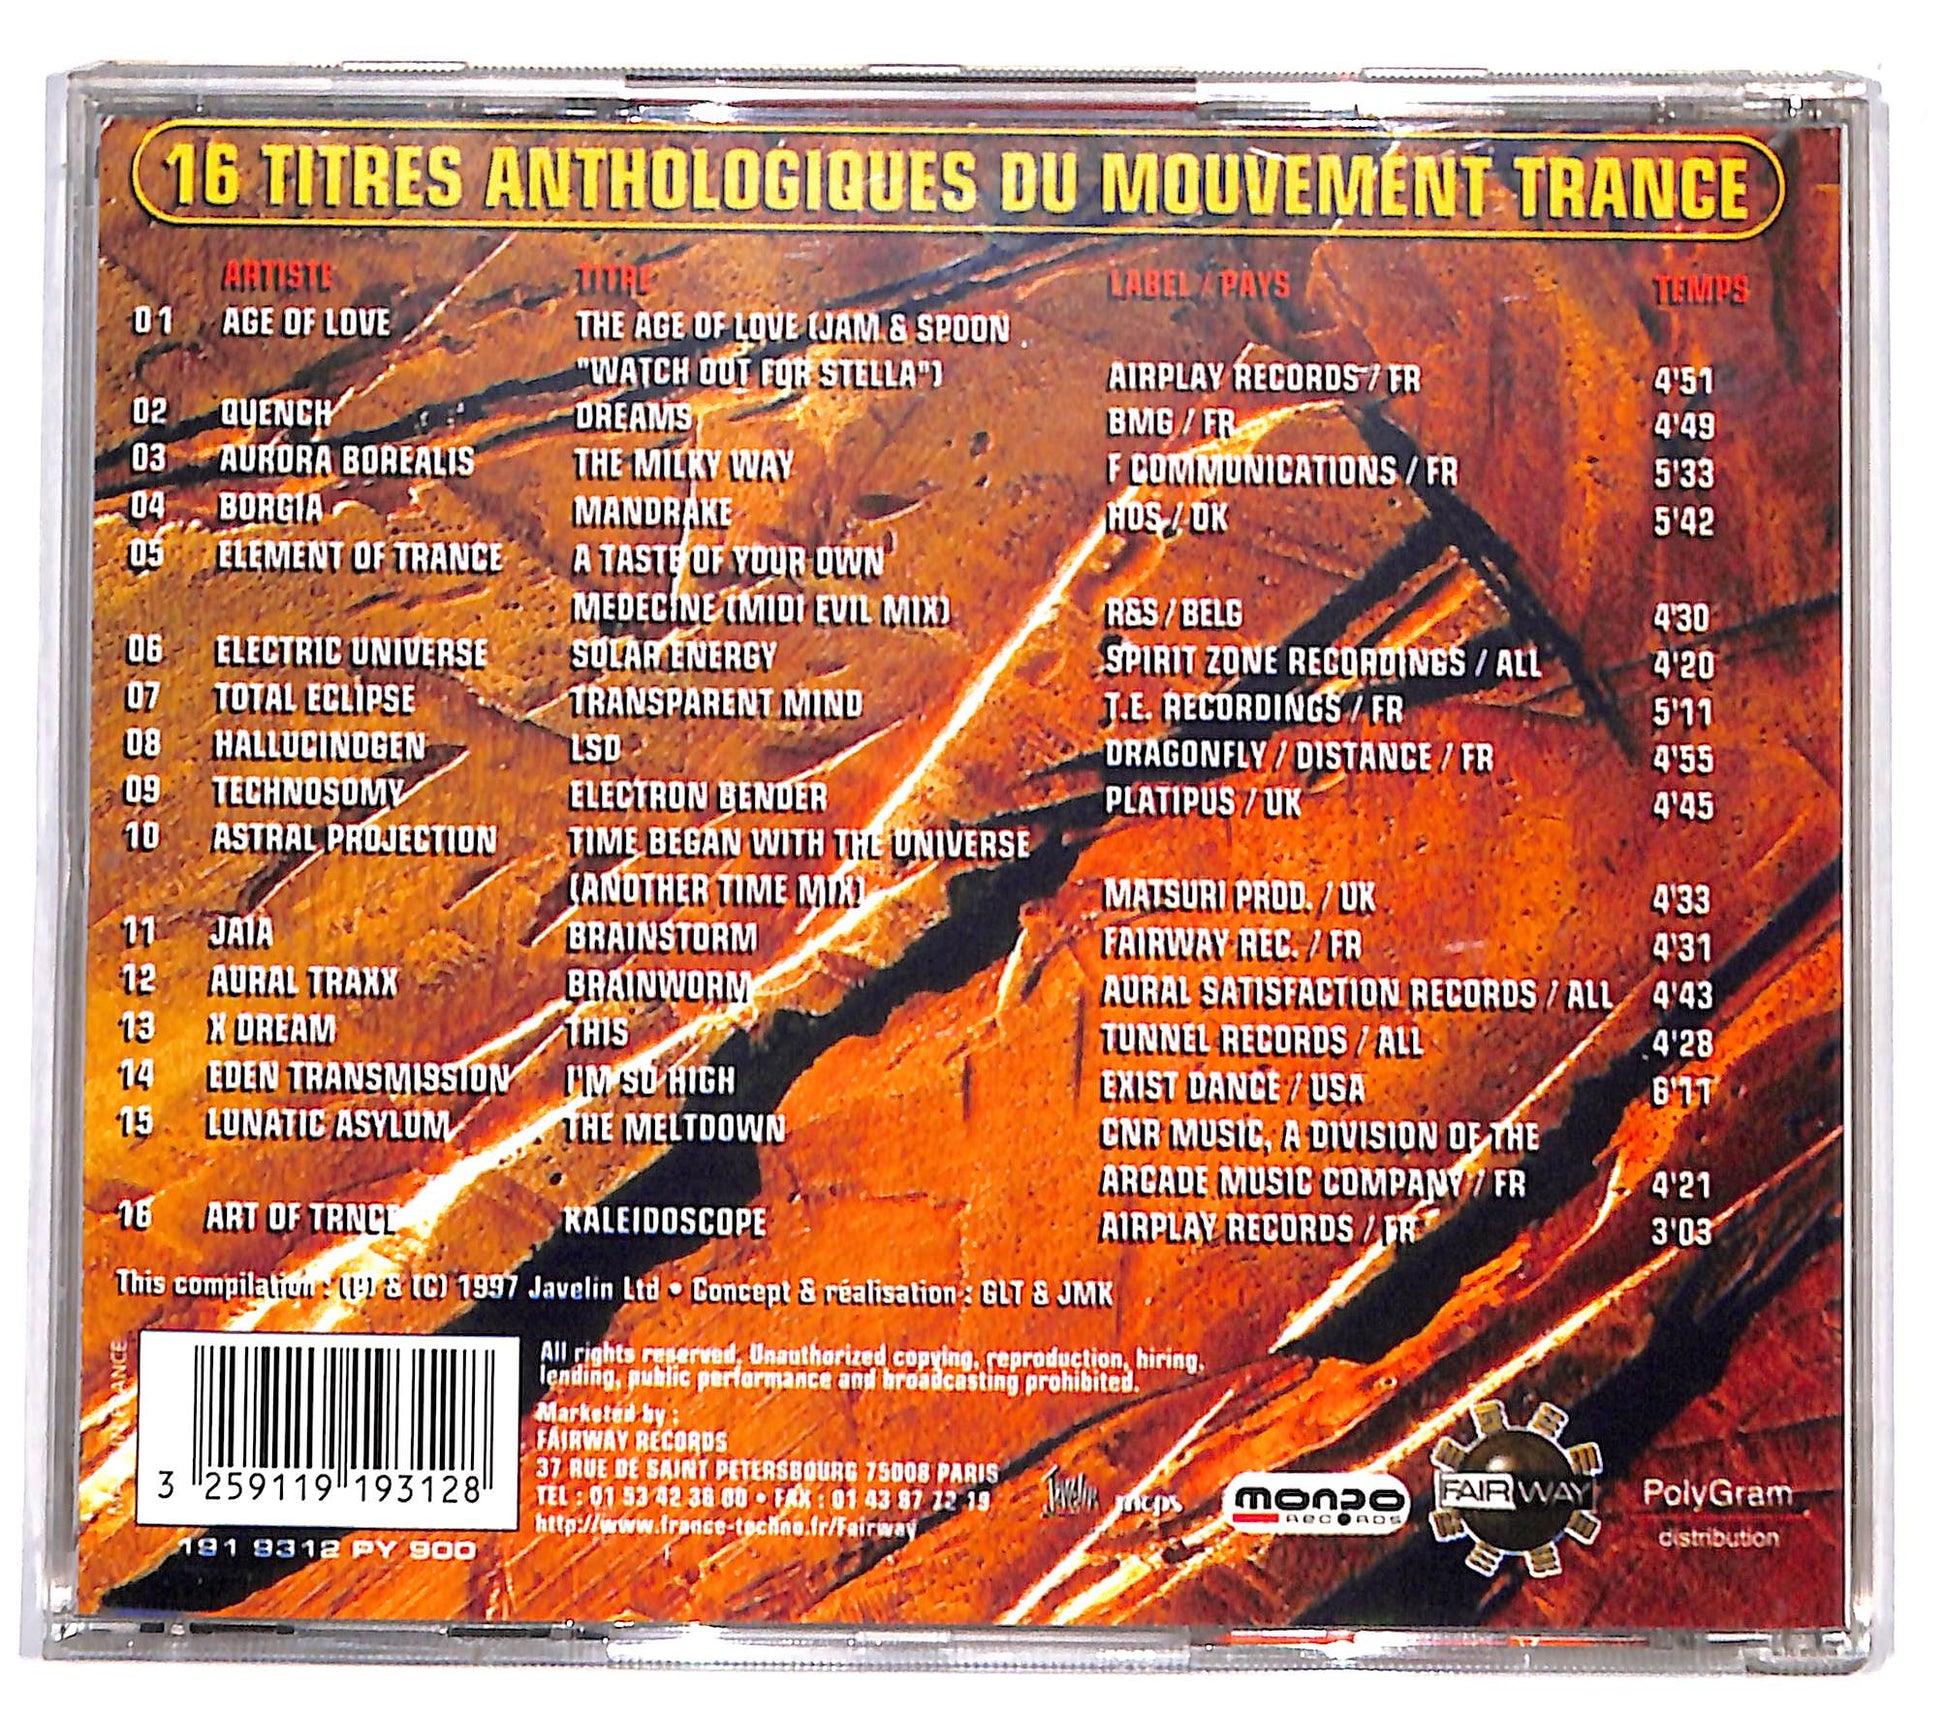 16 TITRES ANTHOLOGIQUES DU MOUVEMENT TRANCE
ARTISTE TITRE LABEL / PAYS TEMPS
01 AGE OF LOVE THE AGE OF LOVE (JAM & SPOON
"WATCH OUT FOR STELLA") AIRPLAY RECORDS / FR 4'51
02 QUENCH DREAMS BMG / FR 4'49
03 AURORA BOREALIS THE MILKY WAY F COMMUNICATIONS / FR 5'33
04 BORGIA MANDRAKE HOS / UK 5'42
05 ELEMENT OF TRANCE A TASTE OF YOUR OWN
MEDECINE (MIDI EVIL MIX) R&S / BELG 4'30
06 ELECTRIC UNIVERSE SOLAR ENERGY SPIRIT ZONE RECORDINGS / ALL 4'20
07 TOTAL ECLIPSE TRANSPARENT MIND T.E. RECORDINGS / FR 5'11
08 HALLUCINOGEN LSD DRAGONFLY / DISTANCE / FR 4'55
09 TECHNOSOMY ELECTRON BENDER PLATIPUS / UK 4'45
10 ASTRAL PROJECTION TIME BEGAN WITH THE UNIVERSE
(ANOTHER TIME MIX) MATSURI PROD. / UK 4'33
11 JAIA BRAINSTORM FAIRWAY REC. / FR 4'31
12 AURAL TRAXX BRAINWORM AURAL SATISFACTION RECORDS / ALL 4'43
13 X DREAM THIS TUNNEL RECORDS / ALL 4'28
14 EDEN TRANSMISSION I'M SO HIGH EXIST DANCE / USA 6'11
15 LUNATIC ASYLUM THE MELTDOWN CNR MUSIC, A DIVISION OF THE
ARCADE MUSIC COMPANY / FR 4'21
16 ART OF TRNCE KALEIDOSCOPE AIRPLAY RECORDS / FR 3'03
This compilation : (P) & (C) 1997 Javelin Ltd • Concept & réalisation : GLT & JMK
All rights reserved, Unauthorized copying, reproduction, hiring,
lending, public performance and broadcasting prohibited.
Marketed by :
FAIRWAY RECORDS
37 RUE DE SAINT PETERSBOURG 75008 PARIS
TEL : 01 53 42 38 00 • FAX : 01 43 87 72 19
http://www.france-techno.fr/Fairway
3 259119 193128
191 9312 PY 900
Javelin mcps
MONDO
RECORDS
FAIRWAY
PolyGram
distribution